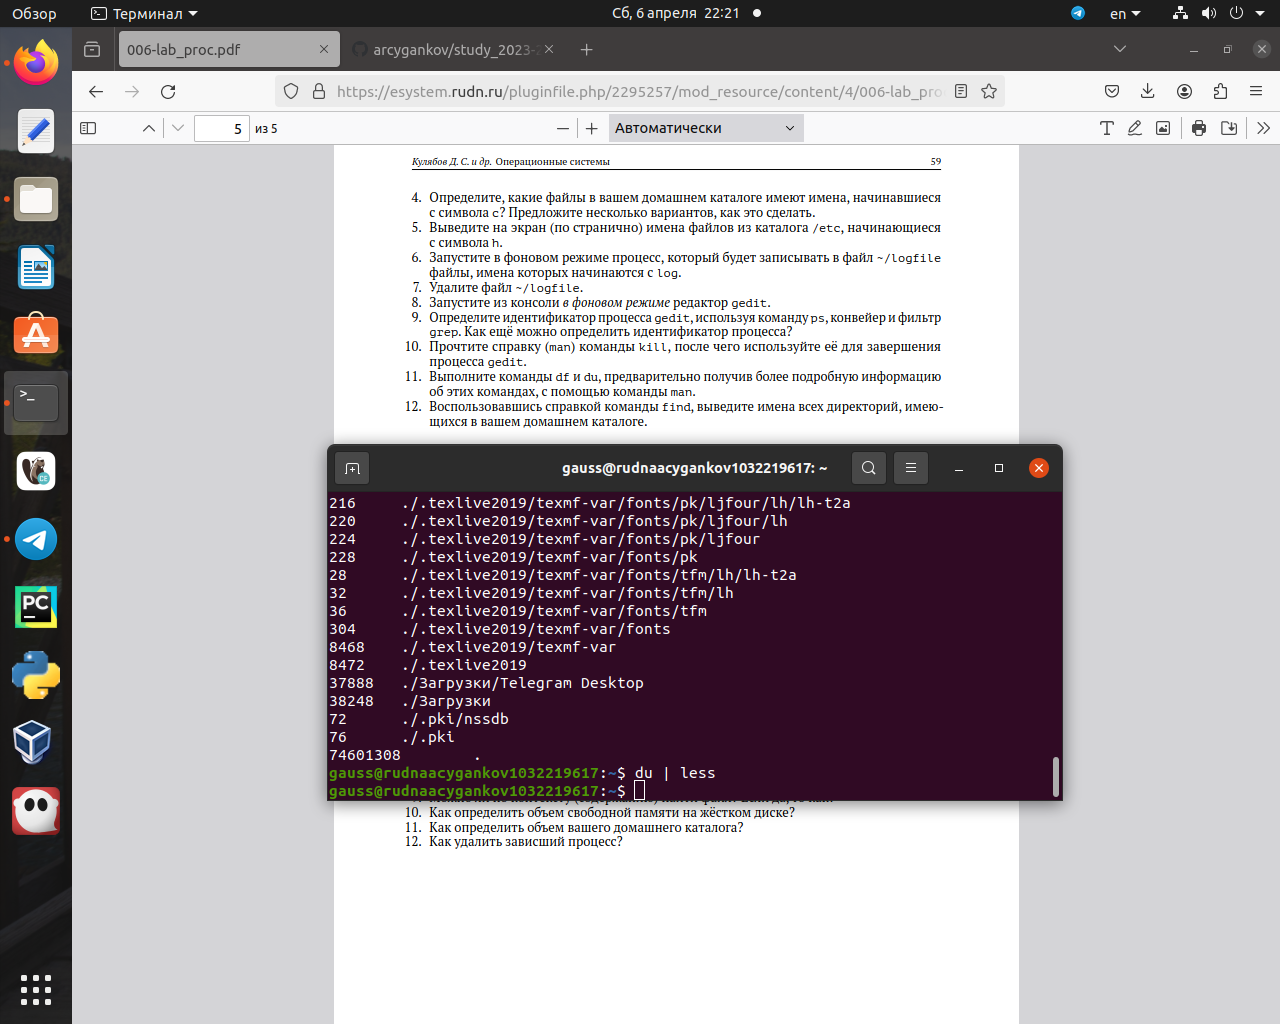 Обзор
Терминал
Сб, 6 апреля 22:21
en
006-lab_proc.pdf
arcygankov/study_2023-2
https://esystem.rudn.ru/pluginfile.php/2295257/mod_resource/content/4/006-lab_pro
5 из 5
Автоматически
Кулябов Д. С. и др. Операционные системы 59
4. Определите, какие файлы в вашем домашнем каталоге имеют имена, начинавшиеся
с символа c? Предложите несколько вариантов, как это сделать.
5. Выведите на экран (по странично) имена файлов из каталога /etc, начинающиеся
с символа h.
6. Запустите в фоновом режиме процесс, который будет записывать в файл ~/logfile
файлы, имена которых начинаются с log.
7. Удалите файл ~/logfile.
8. Запустите из консоли в фоновом режиме редактор gedit.
9. Определите идентификатор процесса gedit, используя команду ps, конвейер и фильтр
grep. Как ещё можно определить идентификатор процесса?
10. Прочтите справку (man) команды kill, после чего используйте её для завершения
процесса gedit.
11. Выполните команды df и du, предварительно получив более подробную информацию
об этих командах, с помощью команды man.
12. Воспользовавшись справкой команды find, выведите имена всех директорий, имею-
щихся в вашем домашнем каталоге.
gauss@rudnaacygankov1032219617: ~
216 ./.texlive2019/texmf-var/fonts/pk/ljfour/lh/lh-t2a
220 ./.texlive2019/texmf-var/fonts/pk/ljfour/lh
224 ./.texlive2019/texmf-var/fonts/pk/ljfour
228 ./.texlive2019/texmf-var/fonts/pk
28 ./.texlive2019/texmf-var/fonts/tfm/lh/lh-t2a
32 ./.texlive2019/texmf-var/fonts/tfm/lh
36 ./.texlive2019/texmf-var/fonts/tfm
304 ./.texlive2019/texmf-var/fonts
8468 ./.texlive2019/texmf-var
8472 ./.texlive2019
37888 ./Загрузки/Telegram Desktop
38248 ./Загрузки
72 ./.pki/nssdb
76 ./.pki
74601308 .
gauss@rudnaacygankov1032219617:~$ du | less
gauss@rudnaacygankov1032219617:~$
10. Как определить объем свободной памяти на жёстком диске?
11. Как определить объем вашего домашнего каталога?
12. Как удалить зависший процесс?